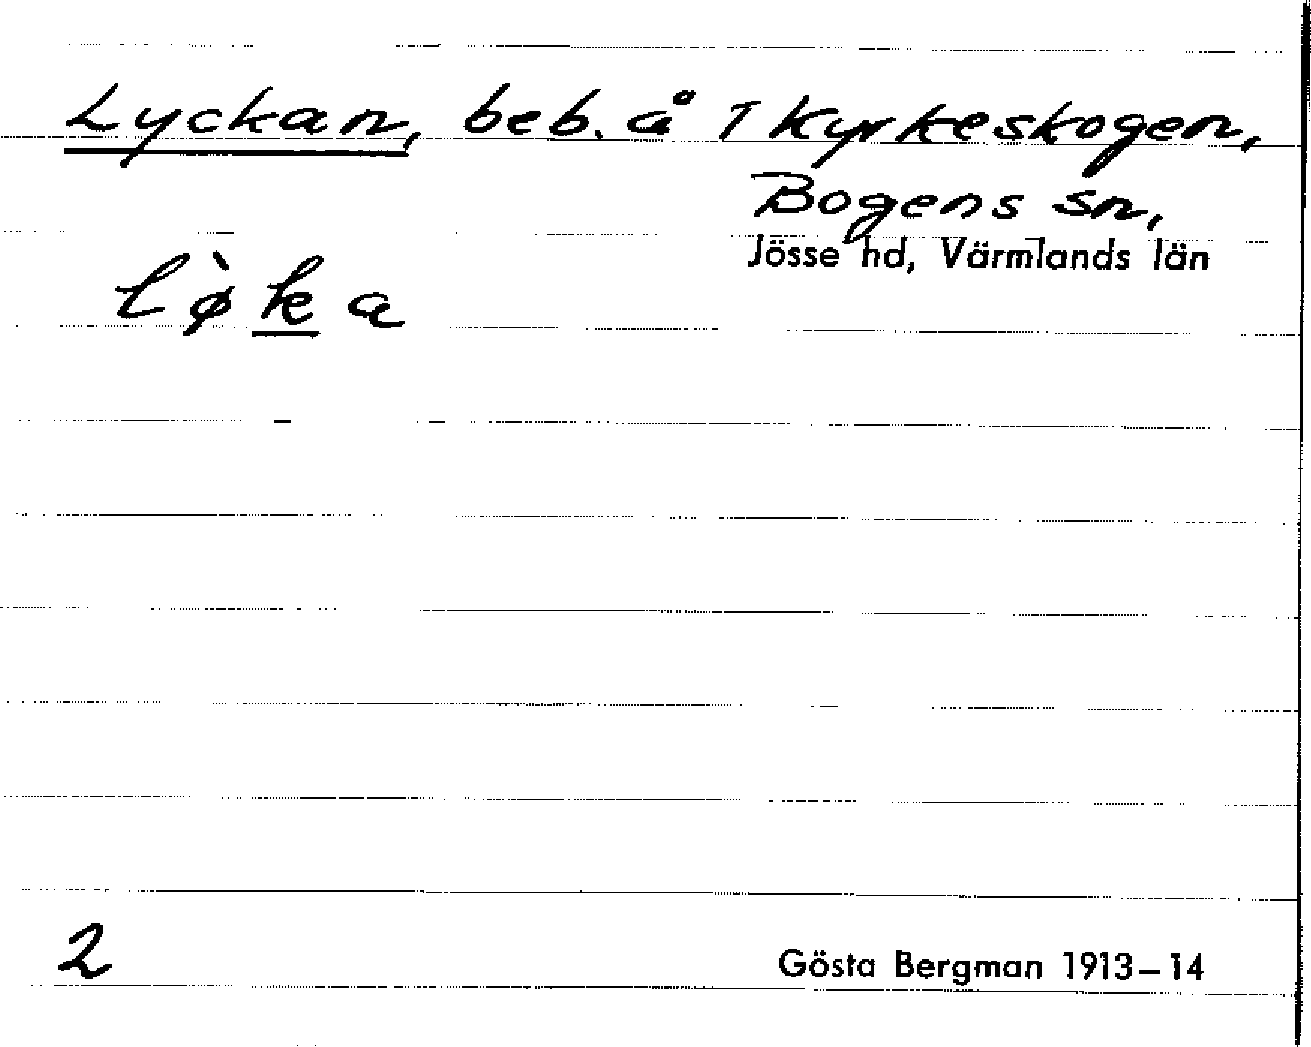 Lyckan, beb. å 1 Kyrkeskogen,
Bogens sn,
Jösse hd, Värmlands län
lø̀ka
2
Gösta Bergman 1913–14